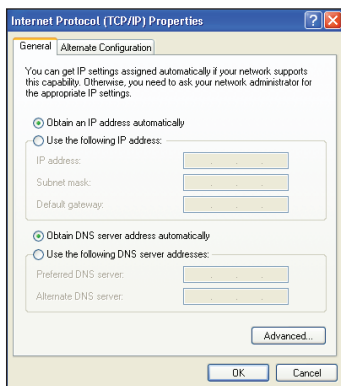 Internet Protocol (TCP/IP) Properties
General
Alternate Configuration
You can get IP settings assigned automatically if your network supports
this capability. Otherwise, you need to ask your network administrator for
the appropriate IP settings.
Obtain an IP address automatically
Use the following IP address:
IP address:
Subnet mask:
Default gateway:
Obtain DNS server address automatically
Use the following DNS server addresses:
Preferred DNS server:
Alternate DNS server:
Advanced...
OK
Cancel